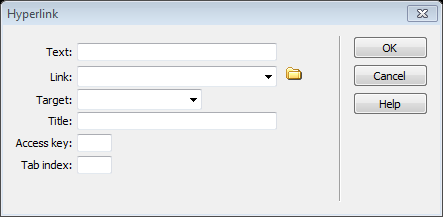 Hyperlink
Text:
Link:
Target:
Title:
Access key:
Tab index:
OK
Cancel
Help